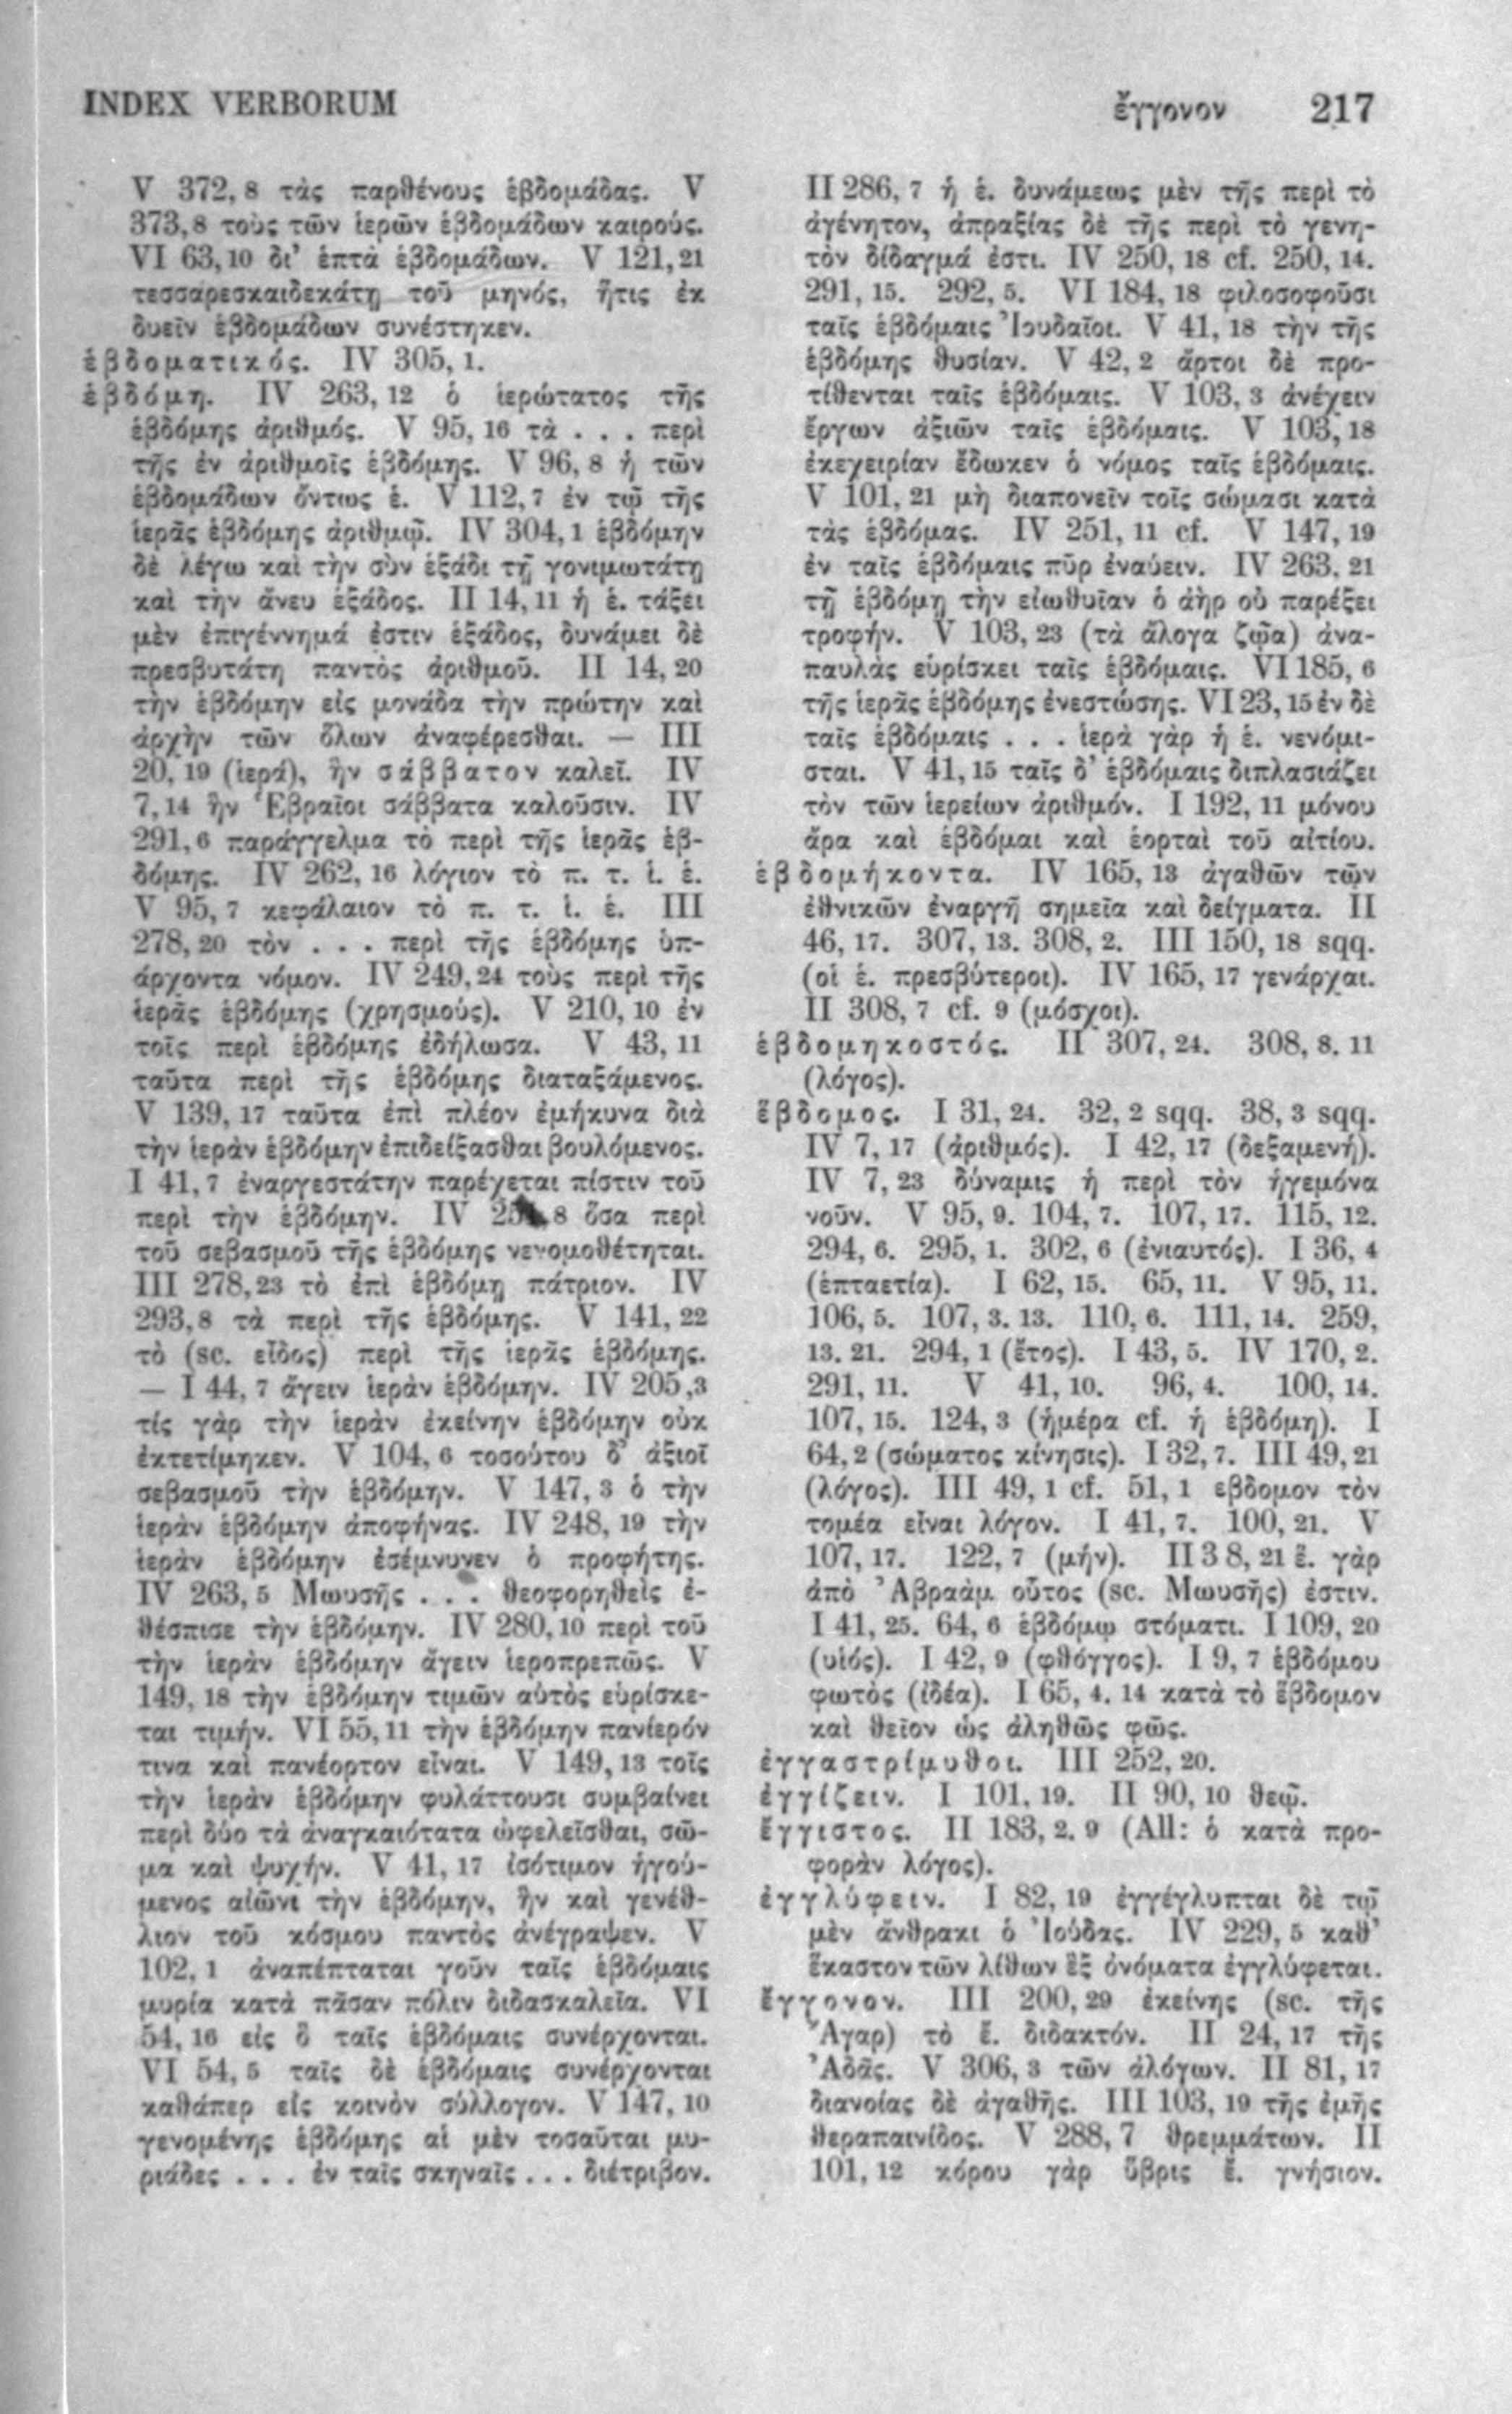 INDEX VERBORUM
ἔγγονον 217
V 372, 8 τὰς παρθένους ἑβδομάδας. V
373, 8 τοὺς τῶν ἱερῶν ἑβδομάδων καιρούς.
VI 63, 10 δι' ἑπτὰ ἑβδομάδων. V 121, 21
τεσσαρεσκαιδεκάτῃ τοῦ μηνός, ἥτις ἐκ
δυεῖν ἑβδομάδων συνέστηκεν.
ἑβδοματικός. IV 305, 1.
ἑβδόμη. IV 263, 12 ὁ ἱερώτατος τῆς
ἑβδόμης ἀριθμός. V 95, 16 τὰ . . . περὶ
τῆς ἐν ἀριθμοῖς ἑβδόμης. V 96, 8 ἡ τῶν
ἑβδομάδων ὄντως ἑ. V 112, 7 ἐν τῷ τῆς
ἱερᾶς ἑβδόμης ἀριθμῷ. IV 304, 1 ἑβδόμην
δὲ λέγω καὶ τὴν σὺν ἑξάδι τῇ γονιμωτάτῃ
καὶ τὴν ἄνευ ἑξάδος. II 14, 11 ἡ ἑ. τάξει
μὲν ἐπιγέννημά ἐστιν ἑξάδος, δυνάμει δὲ
πρεσβυτάτη παντὸς ἀριθμοῦ. II 14, 20
τὴν ἑβδόμην εἰς μονάδα τὴν πρώτην καὶ
ἀρχὴν τῶν ὅλων ἀναφέρεσθαι. — III
20, 19 (ἱερά), ἣν σάββατον καλεῖ. IV
7, 14 ἣν Ἑβραῖοι σάββατα καλοῦσιν. IV
291, 6 παράγγελμα τὸ περὶ τῆς ἱερᾶς ἑβ-
δόμης. IV 262, 16 λόγιον τὸ π. τ. ἱ. ἑ.
V 95, 7 κεφάλαιον τὸ π. τ. ἱ. ἑ. III
278, 20 τὸν . . . περὶ τῆς ἑβδόμης ὑπ-
άρχοντα νόμον. IV 249, 24 τοὺς περὶ τῆς
ἱερᾶς ἑβδόμης (χρησμούς). V 210, 10 ἐν
τοῖς περὶ ἑβδόμης ἐδήλωσα. V 43, 11
ταῦτα περὶ τῆς ἑβδόμης διαταξάμενος.
V 139, 17 ταῦτα ἐπὶ πλέον ἐμήκυνα διὰ
τὴν ἱερὰν ἑβδόμην ἐπιδείξασθαι βουλόμενος.
I 41, 7 ἐναργεστάτην παρέχεται πίστιν τοῦ
περὶ τὴν ἑβδόμην. IV 8 ὅσα περὶ
τοῦ σεβασμοῦ τῆς ἑβδόμης νενομοθέτηται.
III 278, 23 τὸ ἐπὶ ἑβδόμῃ πάτριον. IV
293, 8 τὰ περὶ τῆς ἑβδόμης. V 141, 22
τὸ (sc. εἶδος) περὶ τῆς ἱερᾶς ἑβδόμης.
— I 44, 7 ἄγειν ἱερὰν ἑβδόμην. IV 205, 3
τίς γὰρ τὴν ἱερὰν ἐκείνην ἑβδόμην οὐκ
ἐκτετίμηκεν. V 104, 6 τοσούτου δ' ἀξιοῖ
σεβασμοῦ τὴν ἑβδόμην. V 147, 3 ὁ τὴν
ἱερὰν ἑβδόμην ἀποφήνας. IV 248, 19 τὴν
ἱερὰν ἑβδόμην ἐσέμνυνεν ὁ προφήτης.
IV 263, 5 Μωυσῆς . . . θεοφορηθεὶς ἐ-
θέσπισε τὴν ἑβδόμην. IV 280, 10 περὶ τοῦ
τὴν ἱερὰν ἑβδόμην ἄγειν ἱεροπρεπῶς. V
149, 18 τὴν ἑβδόμην τιμῶν αὐτὸς εὑρίσκε-
ται τιμήν. VI 55, 11 τὴν ἑβδόμην πανίερόν
τινα καὶ πανέορτον εἶναι. V 149, 13 τοῖς
τὴν ἱερὰν ἑβδόμην φυλάττουσι συμβαίνει
περὶ δύο τὰ ἀναγκαιότατα ὠφελεῖσθαι, σῶ-
μα καὶ ψυχήν. V 41, 17 ἰσότιμον ἡγού-
μενος αἰῶνι τὴν ἑβδόμην, ἣν καὶ γενέθ-
λιον τοῦ κόσμου παντὸς ἀνέγραψεν. V
102, 1 ἀναπέπταται γοῦν ταῖς ἑβδόμαις
μυρία κατὰ πᾶσαν πόλιν διδασκαλεῖα. VI
54, 16 εἰς ὃ ταῖς ἑβδόμαις συνέρχονται.
VI 54, 5 ταῖς δὲ ἑβδόμαις συνέρχονται
καθάπερ εἰς κοινὸν σύλλογον. V 147, 10
γενομένης ἑβδόμης αἱ μὲν τοσαῦται μυ-
ριάδες . . . ἐν ταῖς σκηναῖς . . . διέτριβον.
II 286, 7 ἡ ἑ. δυνάμεως μὲν τῆς περὶ τὸ
ἀγένητον, ἀπραξίας δὲ τῆς περὶ τὸ γενη-
τὸν δίδαγμά ἐστι. IV 250, 18 cf. 250, 14.
291, 15. 292, 5. VI 184, 18 φιλοσοφοῦσι
ταῖς ἑβδόμαις Ἰουδαῖοι. V 41, 18 τὴν τῆς
ἑβδόμης θυσίαν. V 42, 2 ἄρτοι δὲ προ-
τίθενται ταῖς ἑβδόμαις. V 103, 3 ἀνέχειν
ἔργων ἀξιῶν ταῖς ἑβδόμαις. V 103, 18
ἐκεχειρίαν ἔδωκεν ὁ νόμος ταῖς ἑβδόμαις.
V 101, 21 μὴ διαπονεῖν τοῖς σώμασι κατὰ
τὰς ἑβδόμας. IV 251, 11 cf. V 147, 19
ἐν ταῖς ἑβδόμαις πῦρ ἐναύειν. IV 263, 21
τῇ ἑβδόμῃ τὴν εἰωθυῖαν ὁ ἀὴρ οὐ παρέξει
τροφήν. V 103, 23 (τὰ ἄλογα ζῷα) ἀνα-
παυλὰς εὑρίσκει ταῖς ἑβδόμαις. VI 185, 6
τῆς ἱερᾶς ἑβδόμης ἐνεστώσης. VI 23, 15 ἐν δὲ
ταῖς ἑβδόμαις . . . ἱερὰ γὰρ ἡ ἑ. νενόμι-
σται. V 41, 15 ταῖς δ' ἑβδόμαις διπλασιάζει
τὸν τῶν ἱερείων ἀριθμόν. I 192, 11 μόνου
ἄρα καὶ ἑβδόμαι καὶ ἑορταὶ τοῦ αἰτίου.
ἑβδομήκοντα. IV 165, 13 ἀγαθῶν τῶν
ἐθνικῶν ἐναργῆ σημεῖα καὶ δείγματα. II
46, 17. 307, 13. 308, 2. III 150, 18 sqq.
(οἱ ἑ. πρεσβύτεροι). IV 165, 17 γενάρχαι.
II 308, 7 cf. 9 (μόσχοι).
ἑβδομηκοστός. II 307, 24. 308, 8. 11
(λόγος).
ἕβδομος. I 31, 24. 32, 2 sqq. 38, 3 sqq.
IV 7, 17 (ἀριθμός). I 42, 17 (δεξαμενή).
IV 7, 23 δύναμις ἡ περὶ τὸν ἡγεμόνα
νοῦν. V 95, 9. 104, 7. 107, 17. 115, 12.
294, 6. 295, 1. 302, 6 (ἐνιαυτός). I 36, 4
(ἑπταετία). I 62, 15. 65, 11. V 95, 11.
106, 5. 107, 3. 13. 110, 6. 111, 14. 259,
13. 21. 294, 1 (ἔτος). I 43, 5. IV 170, 2.
291, 11. V 41, 10. 96, 4. 100, 14.
107, 15. 124, 3 (ἡμέρα cf. ἡ ἑβδόμη). I
64, 2 (σώματος κίνησις). I 32, 7. III 49, 21
(λόγος). III 49, 1 cf. 51, 1 εβδομον τὸν
τομέα εἶναι λόγον. I 41, 7. 100, 21. V
107, 17. 122, 7 (μήν). II 3 8, 21 ἕ. γὰρ
ἀπὸ Ἀβραὰμ οὗτος (sc. Μωυσῆς) ἐστιν.
I 41, 25. 64, 6 ἑβδόμῳ στόματι. I 109, 20
(υἱός). I 42, 9 (φθόγγος). I 9, 7 ἑβδόμου
φωτὸς (ἰδέα). I 65, 4. 14 κατὰ τὸ ἕβδομον
καὶ θεῖον ὡς ἀληθῶς φῶς.
ἐγγαστρίμυθοι. III 252, 20.
ἐγγίζειν. I 101, 19. II 90, 10 θεῷ.
ἔγγιστος. II 183, 2. 9 (All: ὁ κατὰ προ-
φορὰν λόγος).
ἐγγλύφειν. I 82, 19 ἐγγέγλυπται δὲ τῷ
μὲν ἄνθρακι ὁ Ἰούδας. IV 229, 5 καθ'
ἕκαστον τῶν λίθων ἓξ ὀνόματα ἐγγλύφεται.
ἔγγονον. III 200, 29 ἐκείνης (sc. τῆς
Ἄγαρ) τὸ ἔ. διδακτόν. II 24, 17 τῆς
Ἀδᾶς. V 306, 3 τῶν ἀλόγων. II 81, 17
διανοίας δὲ ἀγαθῆς. III 103, 19 τῆς ἐμῆς
θεραπαινίδος. V 288, 7 θρεμμάτων. II
101, 12 κόρου γὰρ ὕβρις ἔ. γνήσιον.